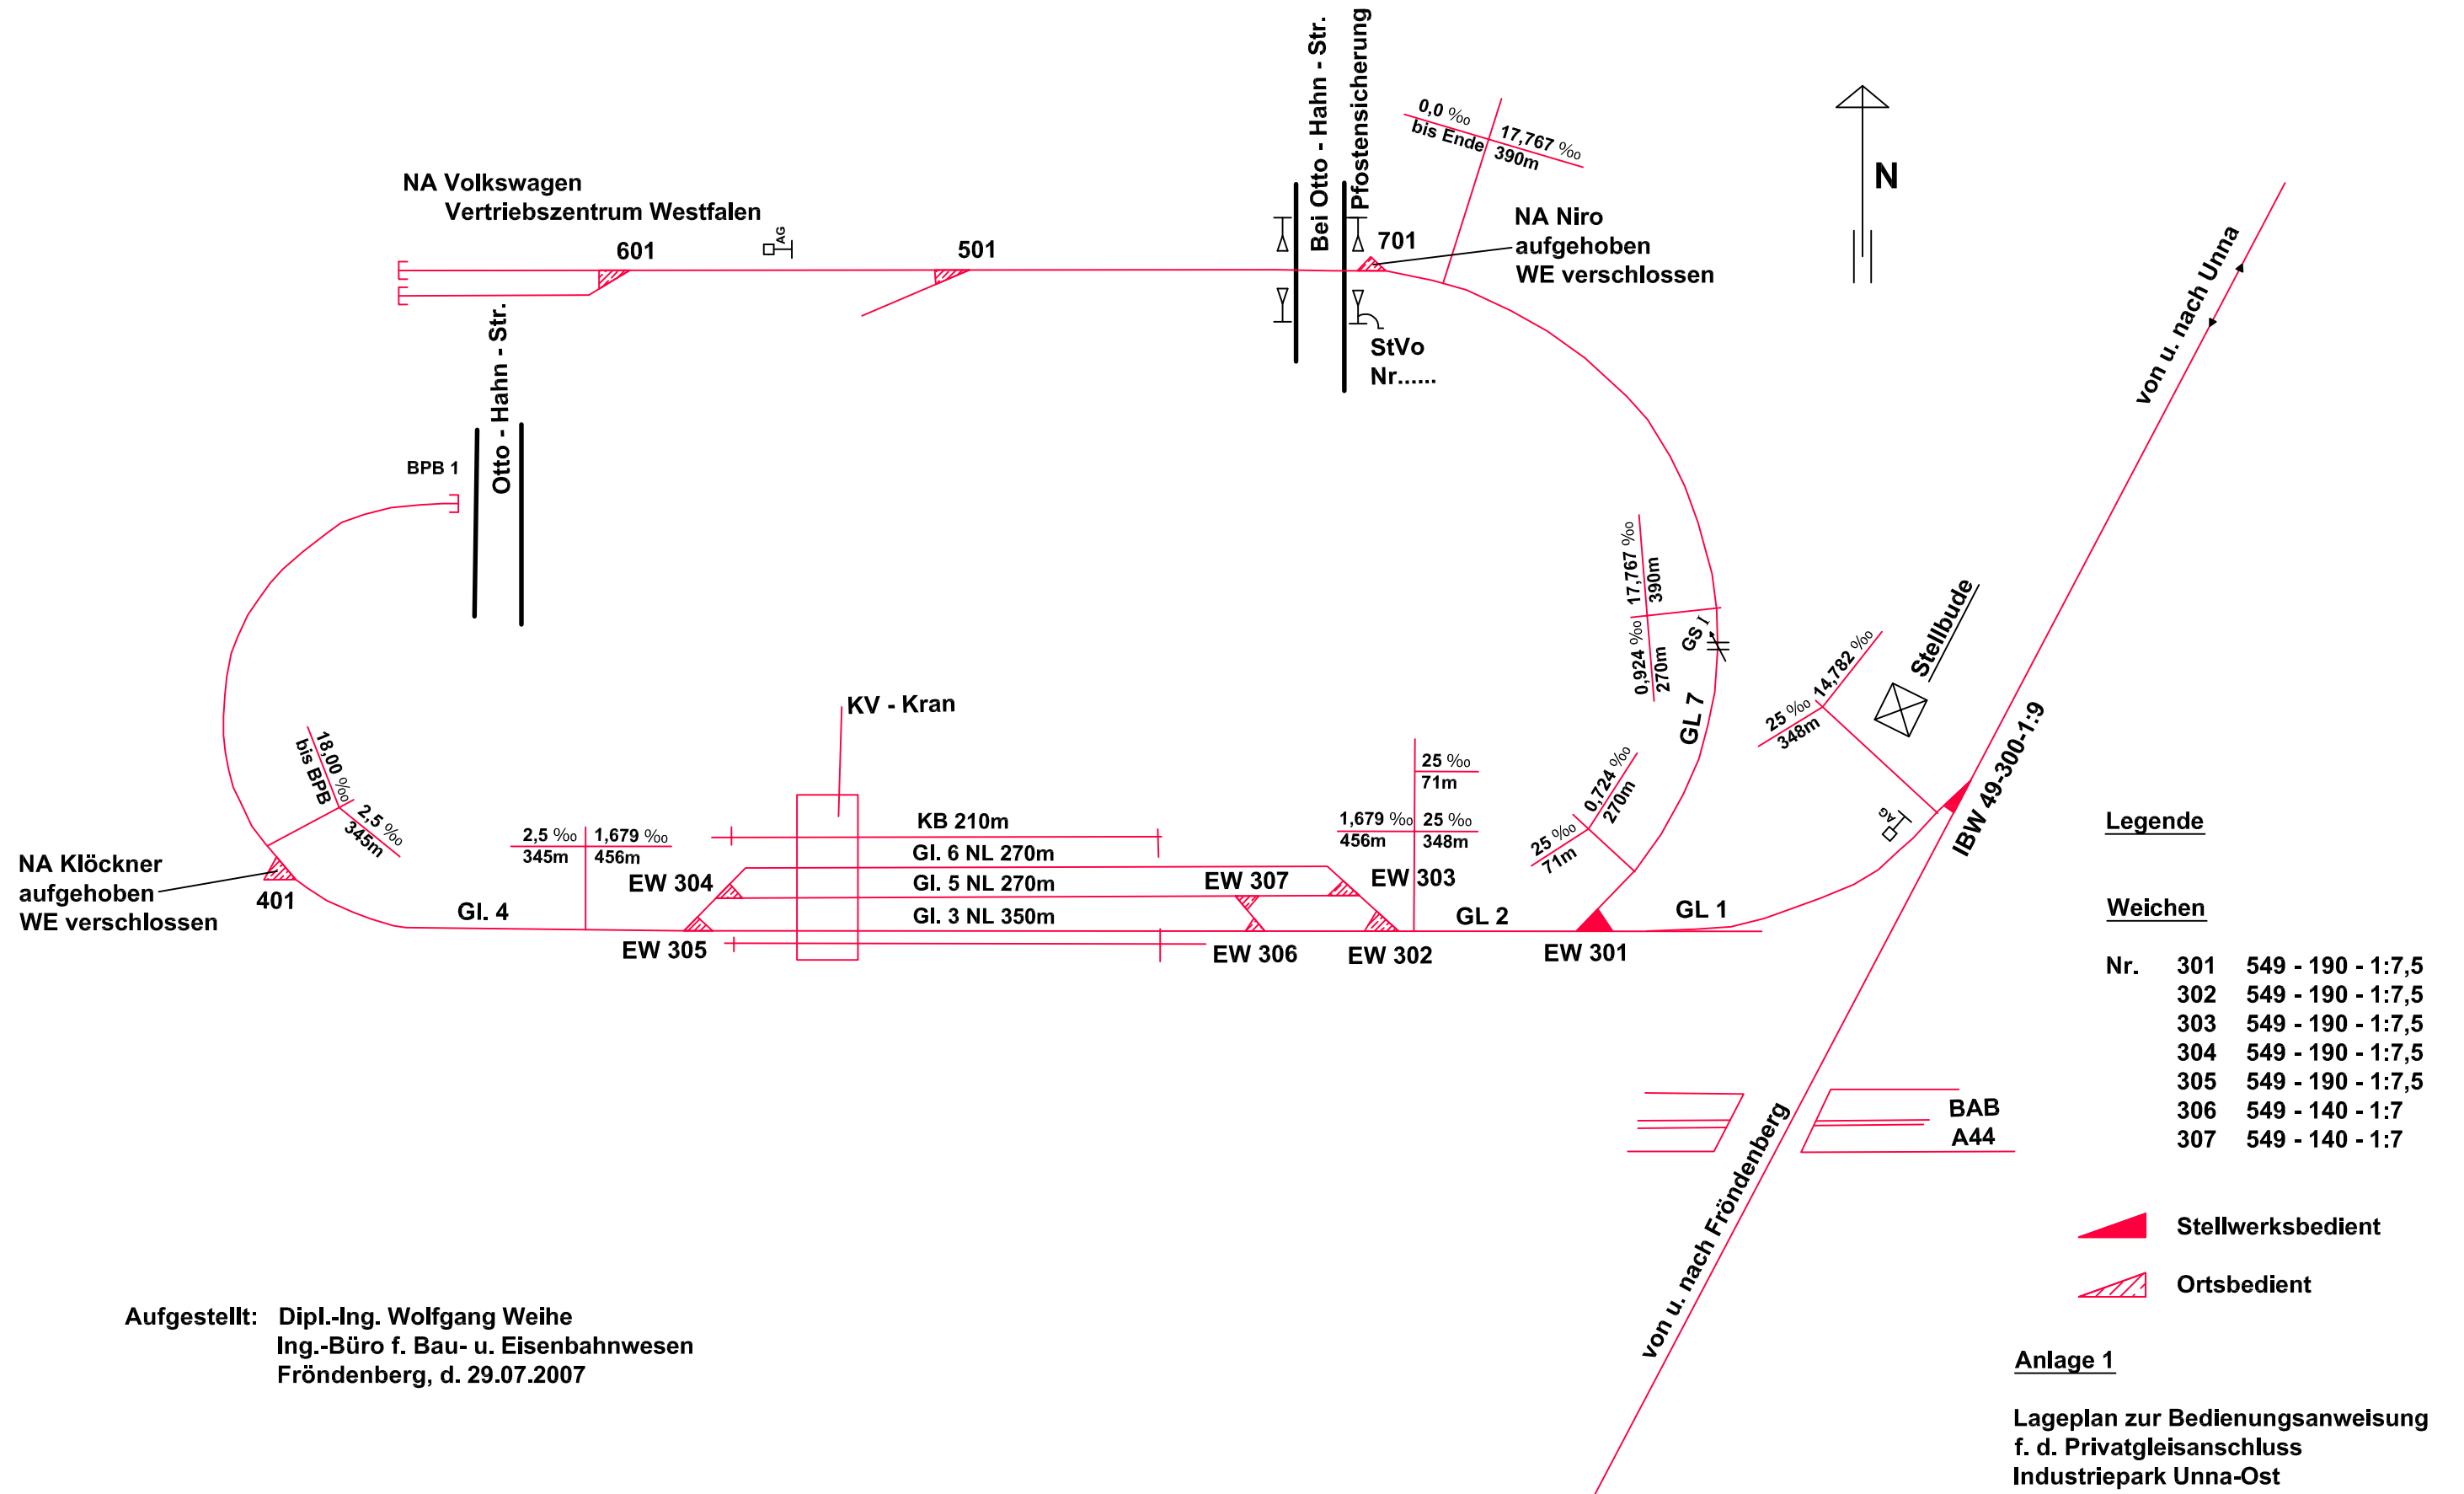 Bei Otto - Hahn - Str.
Pfostensicherung
0,0 ‰
bis Ende
17,767 ‰
390m
N
NA Volkswagen
Vertriebszentrum Westfalen
AG
601
501
701
NA Niro
aufgehoben
WE verschlossen
StVo
Nr......
von u. nach Unna
Otto - Hahn - Str.
BPB 1
17,767 ‰
390m
0,924 ‰
270m
GS I
GL 7
Stellbude
14,782 ‰
25 ‰
348m
AG
IBW 49-300-1:9
KV - Kran
18,00 ‰
bis BPB
2,5 ‰
345m
NA Klöckner
aufgehoben
WE verschlossen
401
Gl. 4
2,5 ‰
345m
1,679 ‰
456m
KB 210m
Gl. 6 NL 270m
Gl. 5 NL 270m
Gl. 3 NL 350m
EW 304
EW 305
EW 307
EW 306
EW 303
EW 302
25 ‰
71m
1,679 ‰
456m
25 ‰
348m
0,724 ‰
270m
25 ‰
71m
GL 2
GL 1
EW 301
BAB
A44
von u. nach Fröndenberg
Legende
Weichen
Nr. 301 549 - 190 - 1:7,5
302 549 - 190 - 1:7,5
303 549 - 190 - 1:7,5
304 549 - 190 - 1:7,5
305 549 - 190 - 1:7,5
306 549 - 140 - 1:7
307 549 - 140 - 1:7
Stellwerksbedient
Ortsbedient
Anlage 1
Lageplan zur Bedienungsanweisung
f. d. Privatgleisanschluss
Industriepark Unna-Ost
Aufgestellt: Dipl.-Ing. Wolfgang Weihe
Ing.-Büro f. Bau- u. Eisenbahnwesen
Fröndenberg, d. 29.07.2007